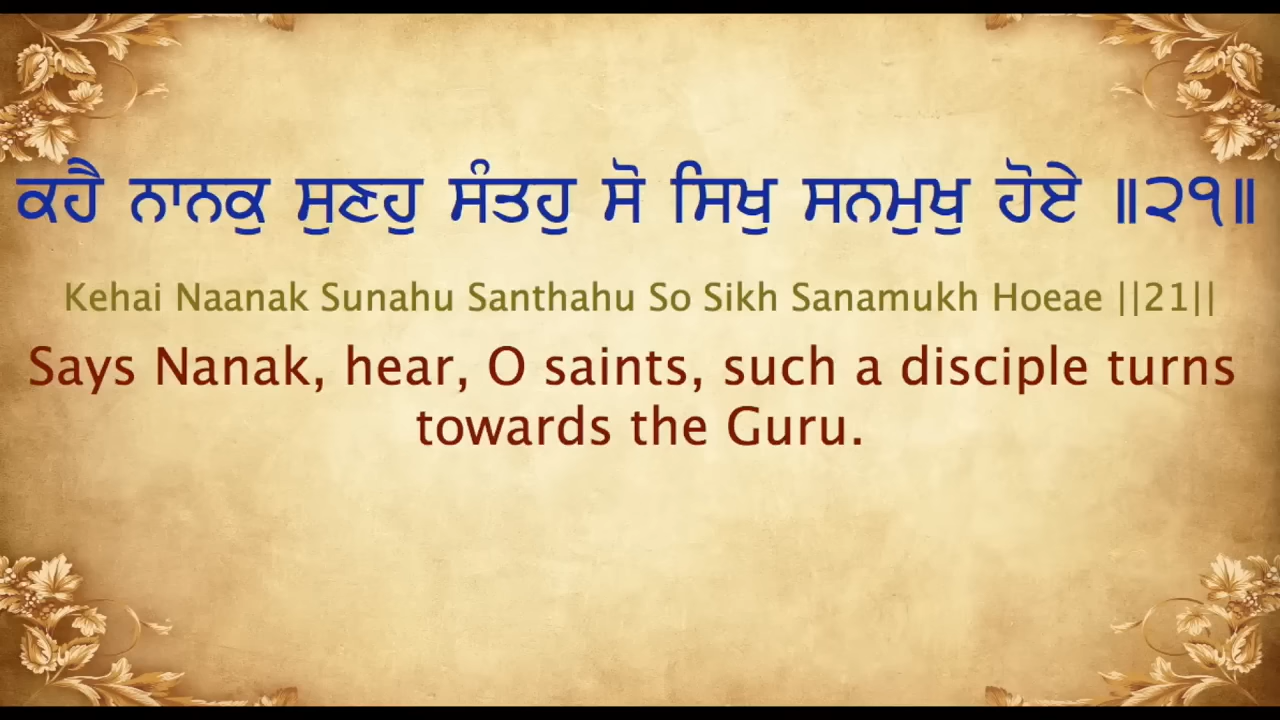 ਕਹੈ ਨਾਨਕੁ ਸੁਣਹੁ ਸੰਤਹੁ ਸੋ ਸਿਖੁ ਸਨਮੁਖੁ ਹੋਏ ॥੨੧॥
Kehai Naanak Sunahu Santhahu So Sikh Sanamukh Hoeae ||21||
Says Nanak, hear, O saints, such a disciple turns
towards the Guru.